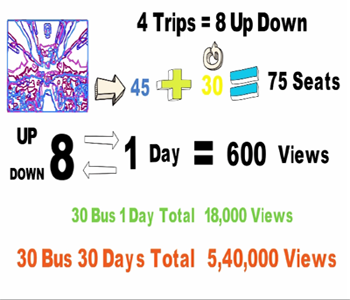 4 Trips = 8 Up Down
45 + 30 = 75 Seats
UP
DOWN 8 1 Day = 600 Views
30 Bus 1 Day Total 18,000 Views
30 Bus 30 Days Total 5,40,000 Views